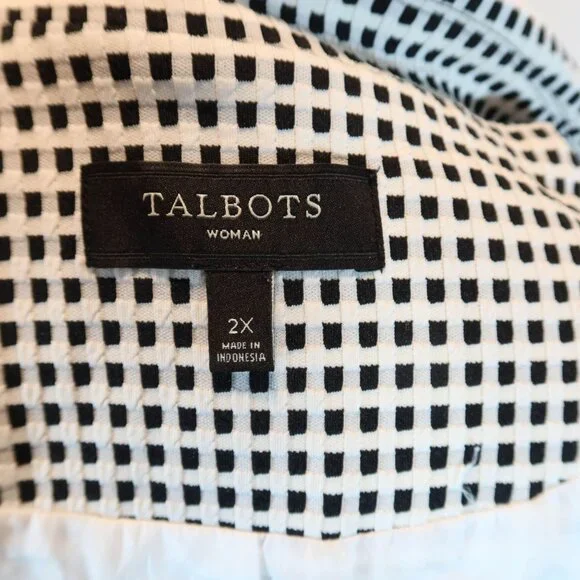 TALBOTS
WOMAN
2X
MADE IN
INDONESIA